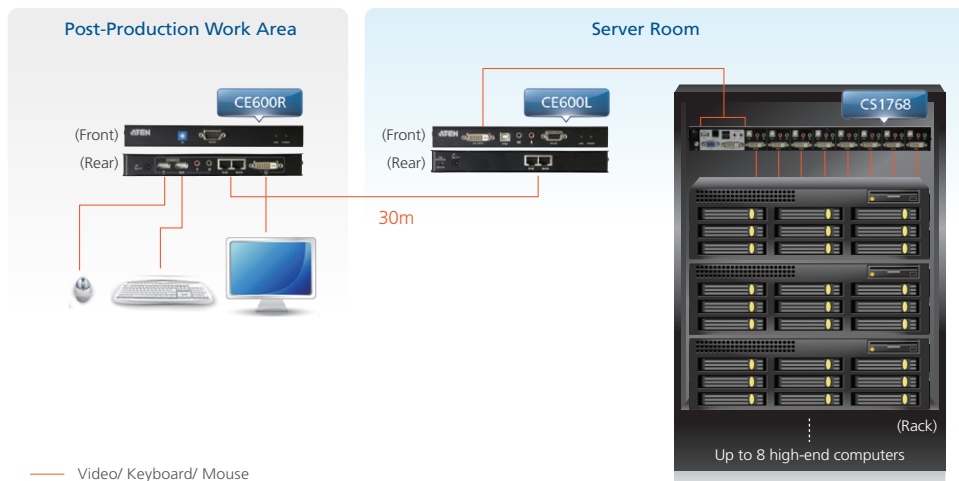 Post-Production Work Area
Server Room
CE600R
CE600L
CS1768
(Front)
ATEN
(Front)
ATEN
(Rear)
(Rear)
30m
(Rack)
Up to 8 high-end computers
Video/ Keyboard/ Mouse